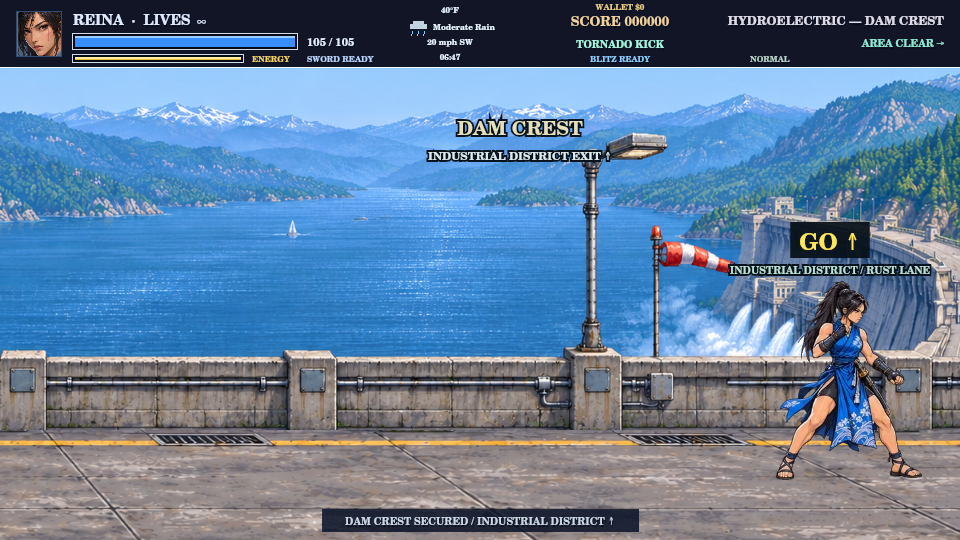 REINA · LIVES ∞
105 / 105
ENERGY
SWORD READY
40°F
Moderate Rain
20 mph SW
06:47
WALLET $0
SCORE 000000
TORNADO KICK
BLITZ READY
HYDROELECTRIC — DAM CREST
AREA CLEAR →
NORMAL
DAM CREST
INDUSTRIAL DISTRICT EXIT ↑
GO ↑
INDUSTRIAL DISTRICT / RUST LANE
DAM CREST SECURED / INDUSTRIAL DISTRICT ↑